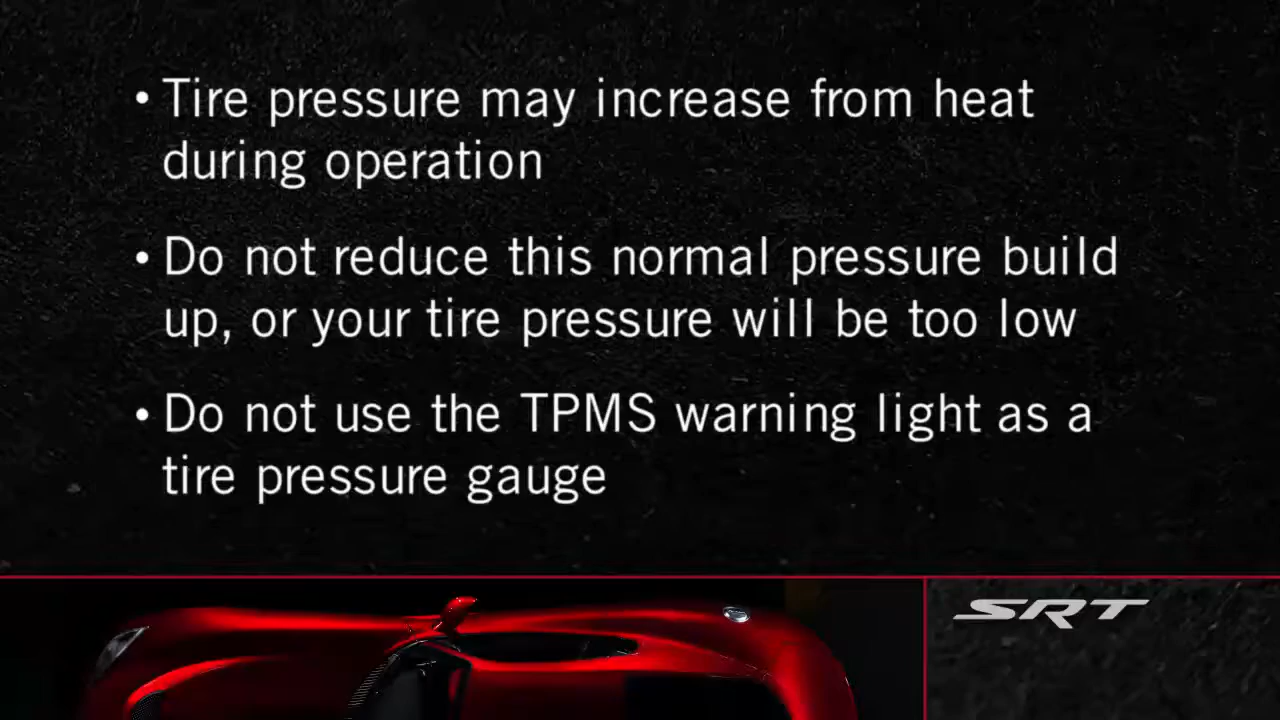 • Tire pressure may increase from heat
during operation
• Do not reduce this normal pressure build
up, or your tire pressure will be too low
• Do not use the TPMS warning light as a
tire pressure gauge
SRT